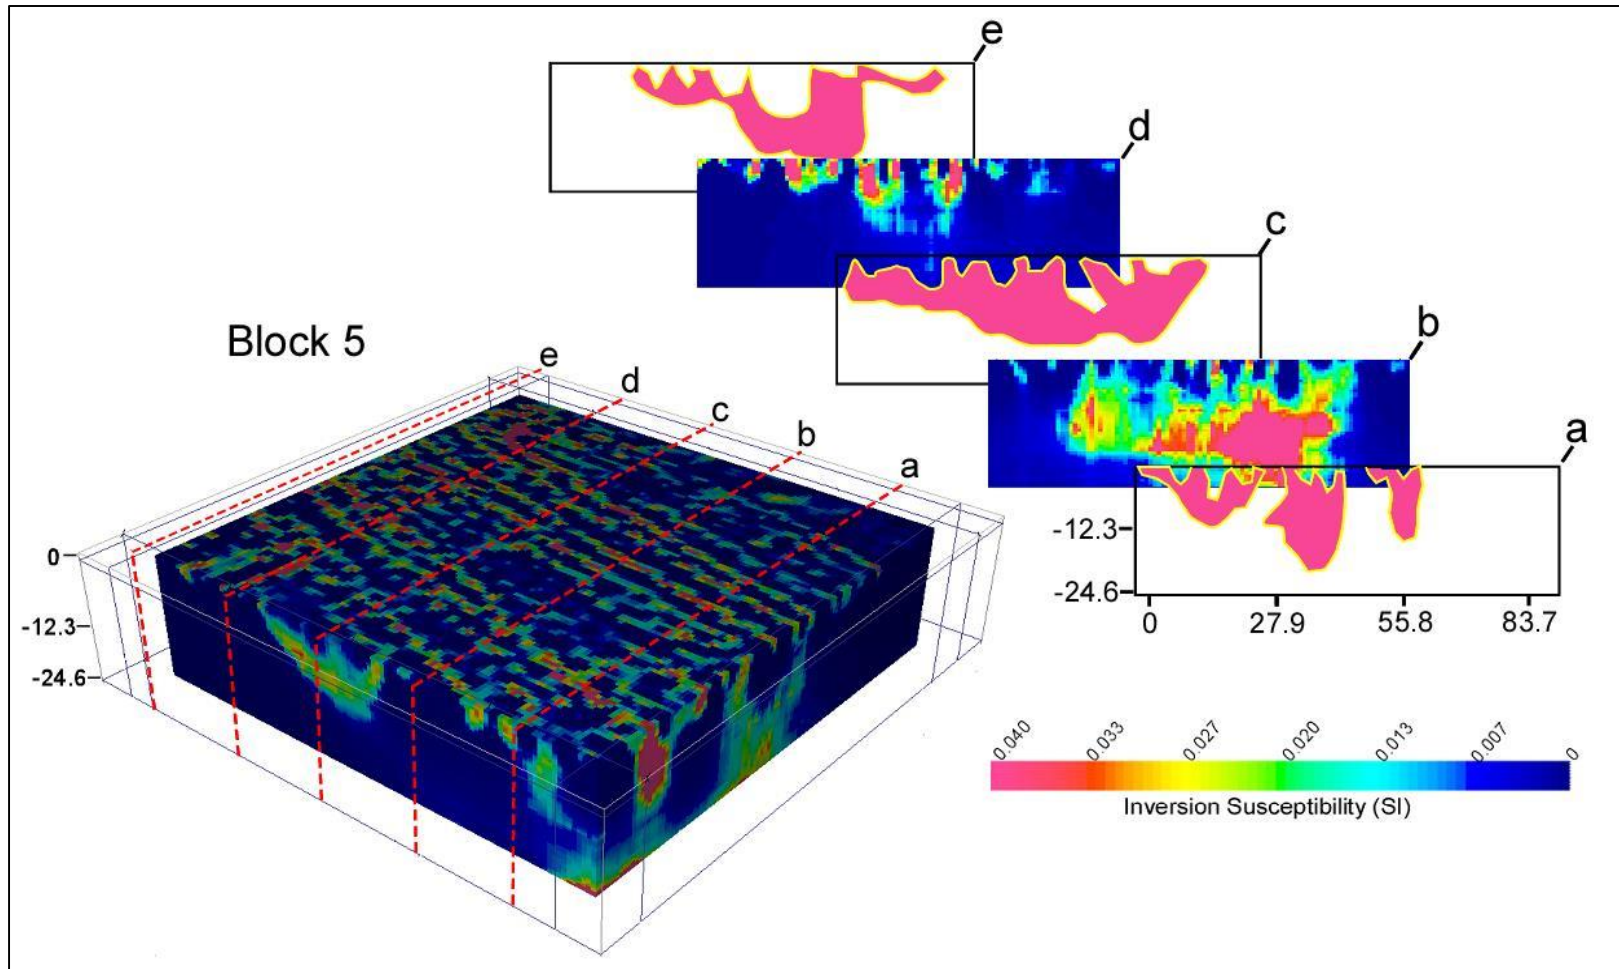 e
d
c
b
a
-12.3
-24.6
0 27.9 55.8 83.7
Block 5
e
d
c
b
a
0
-12.3
-24.6
0.040 0.033 0.027 0.020 0.013 0.007 0
Inversion Susceptibility (SI)